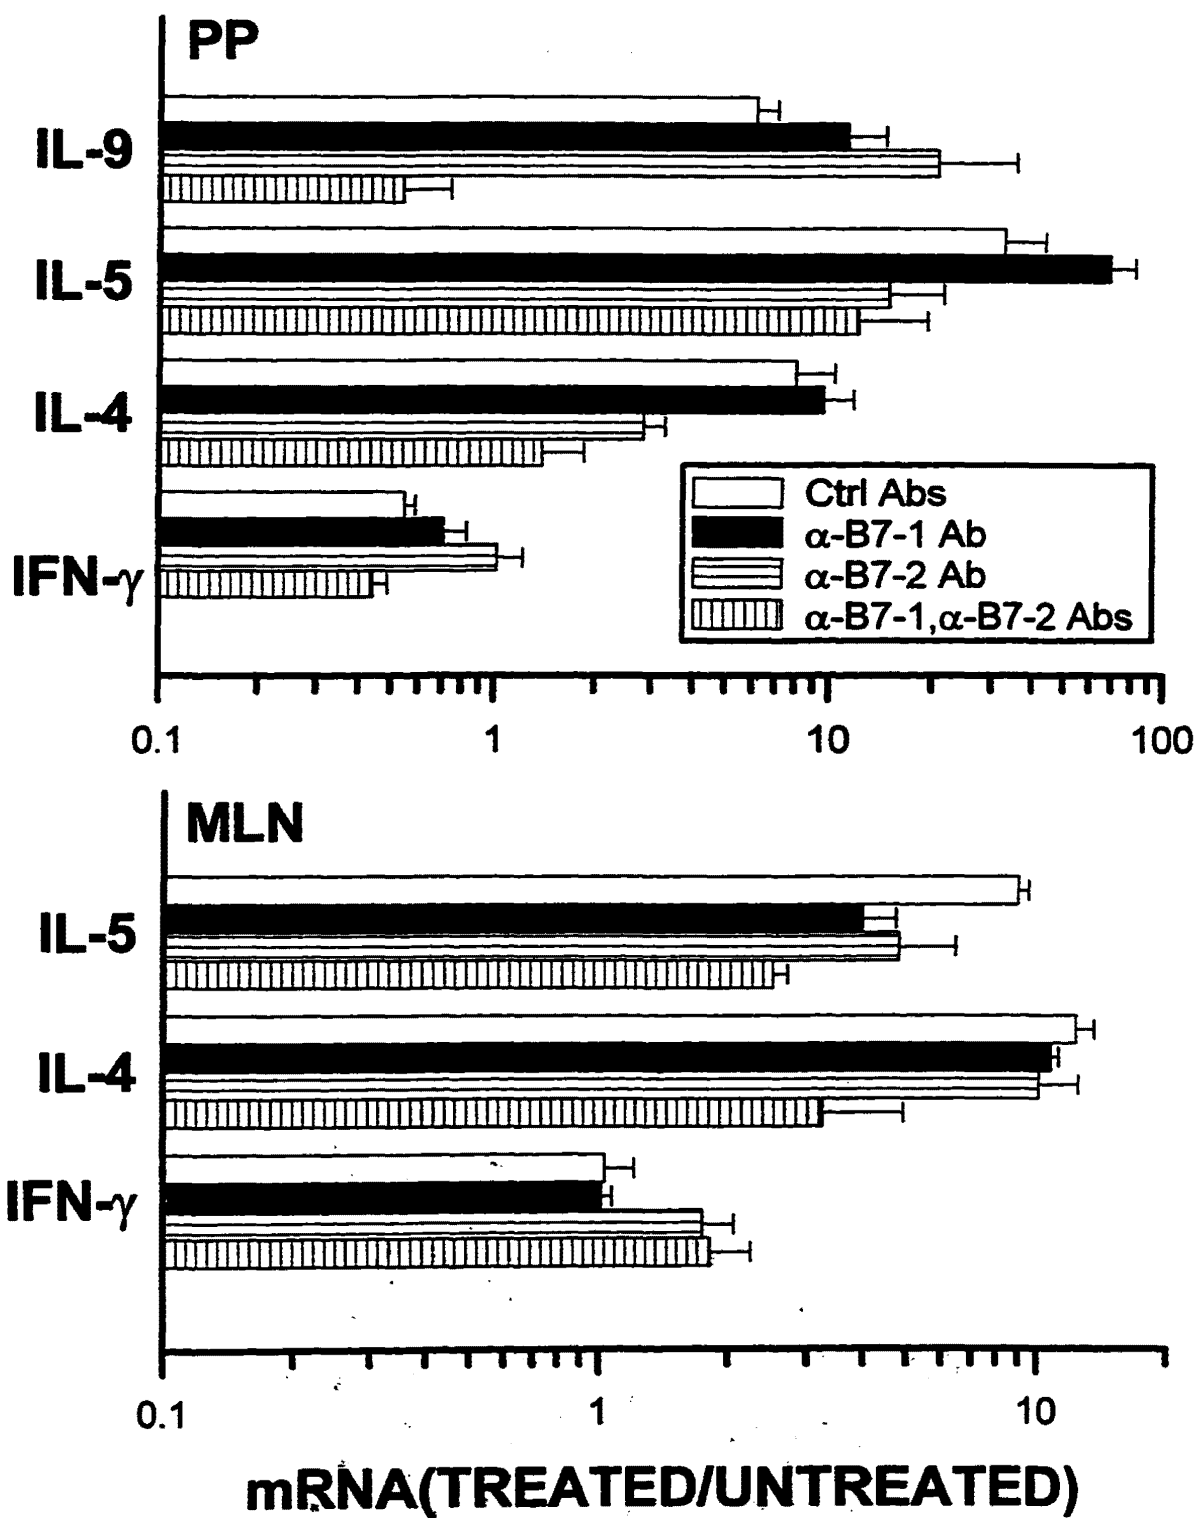 PP
IL-9
IL-5
IL-4
IFN-γ
Ctrl Abs
α-B7-1 Ab
α-B7-2 Ab
α-B7-1,α-B7-2 Abs
0.1 1 10 100
MLN
IL-5
IL-4
IFN-γ
0.1 1 10
mRNA(TREATED/UNTREATED)